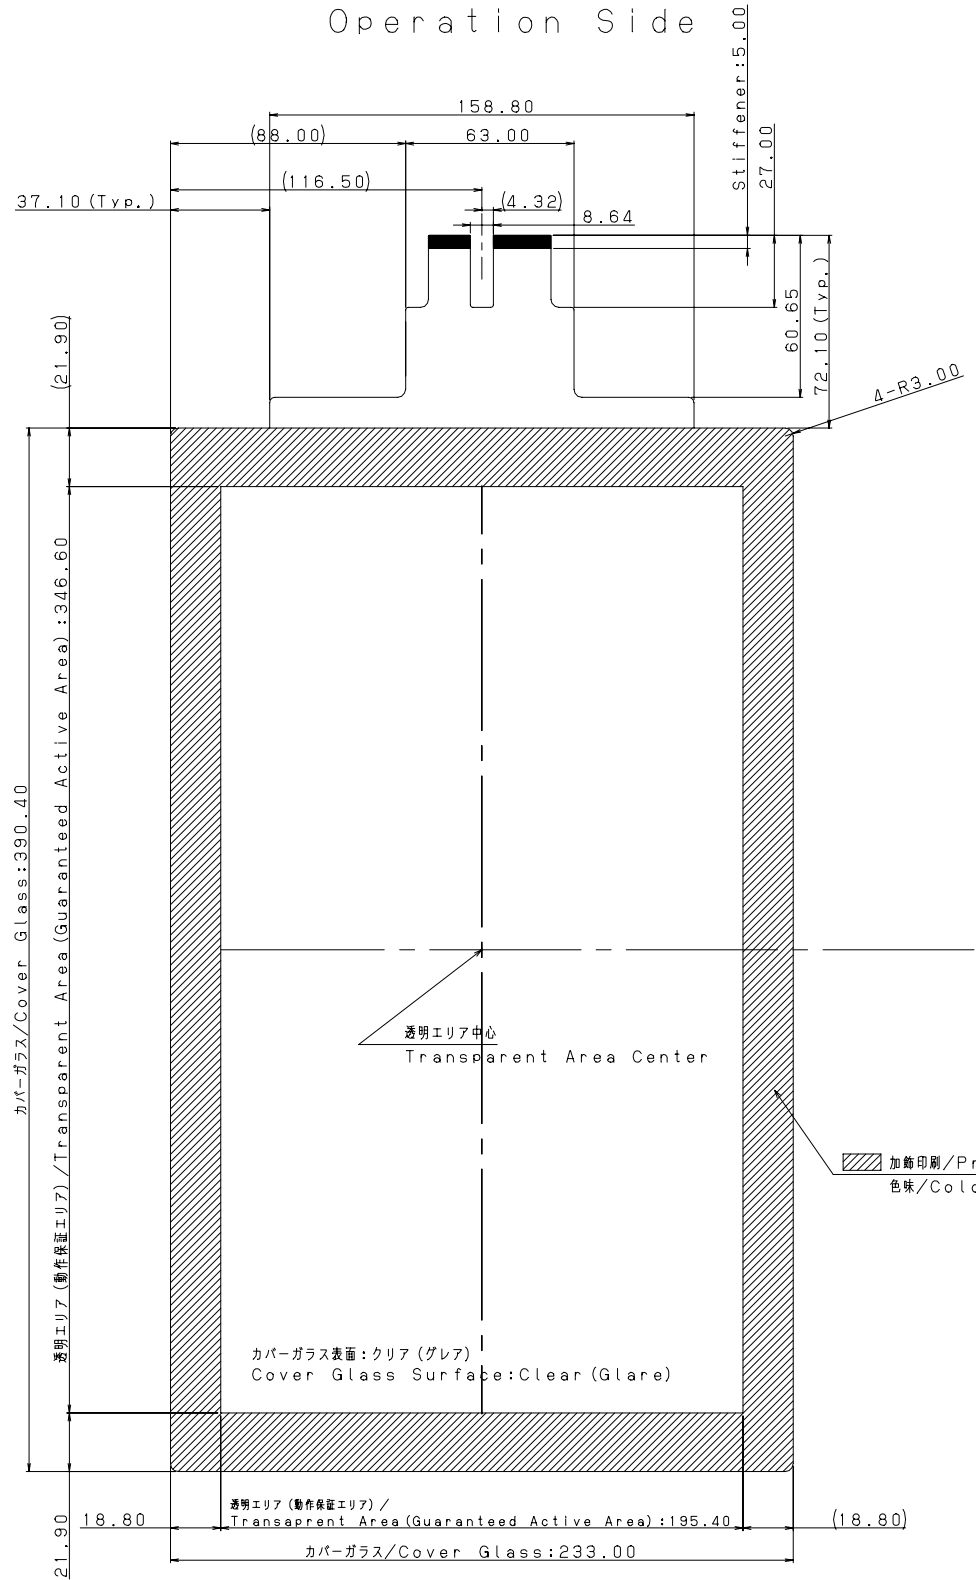 Operation Side
Stiffener:5.00
158.80
(88.00)
63.00
27.00
(116.50)
37.10(Typ.)
(4.32)
8.64
60.65
72.10(Typ.)
(21.90)
4-R3.00
カバーガラス/Cover Glass:390.40
透明エリア(動作保証エリア)/Transparent Area(Guaranteed Active Area):346.60
透明エリア中心
Transparent Area Center
加飾印刷/Pr
色味/Colo
カバーガラス表面:クリア(グレア)
Cover Glass Surface:Clear(Glare)
21.90
18.80
透明エリア(動作保証エリア)/
Transaprent Area(Guaranteed Active Area):195.40
(18.80)
カバーガラス/Cover Glass:233.00